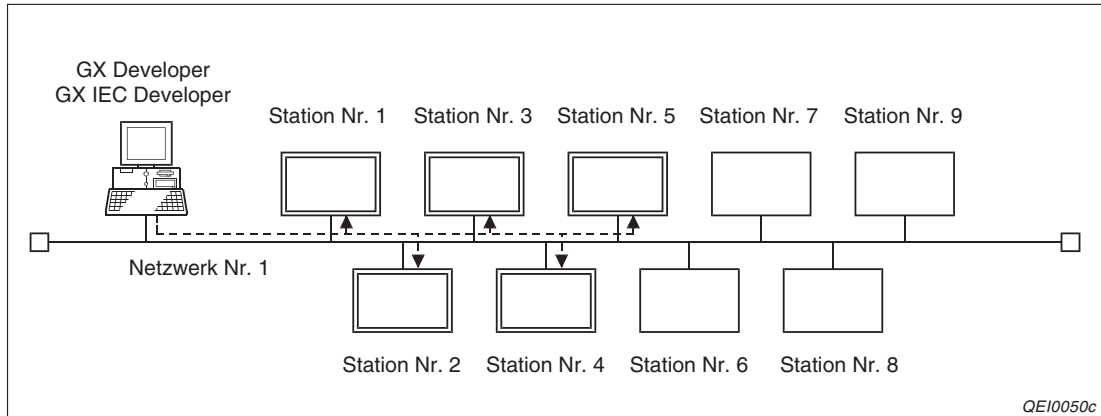 GX Developer
GX IEC Developer
Station Nr. 1
Station Nr. 3
Station Nr. 5
Station Nr. 7
Station Nr. 9
Netzwerk Nr. 1
Station Nr. 2
Station Nr. 4
Station Nr. 6
Station Nr. 8
QEI0050c